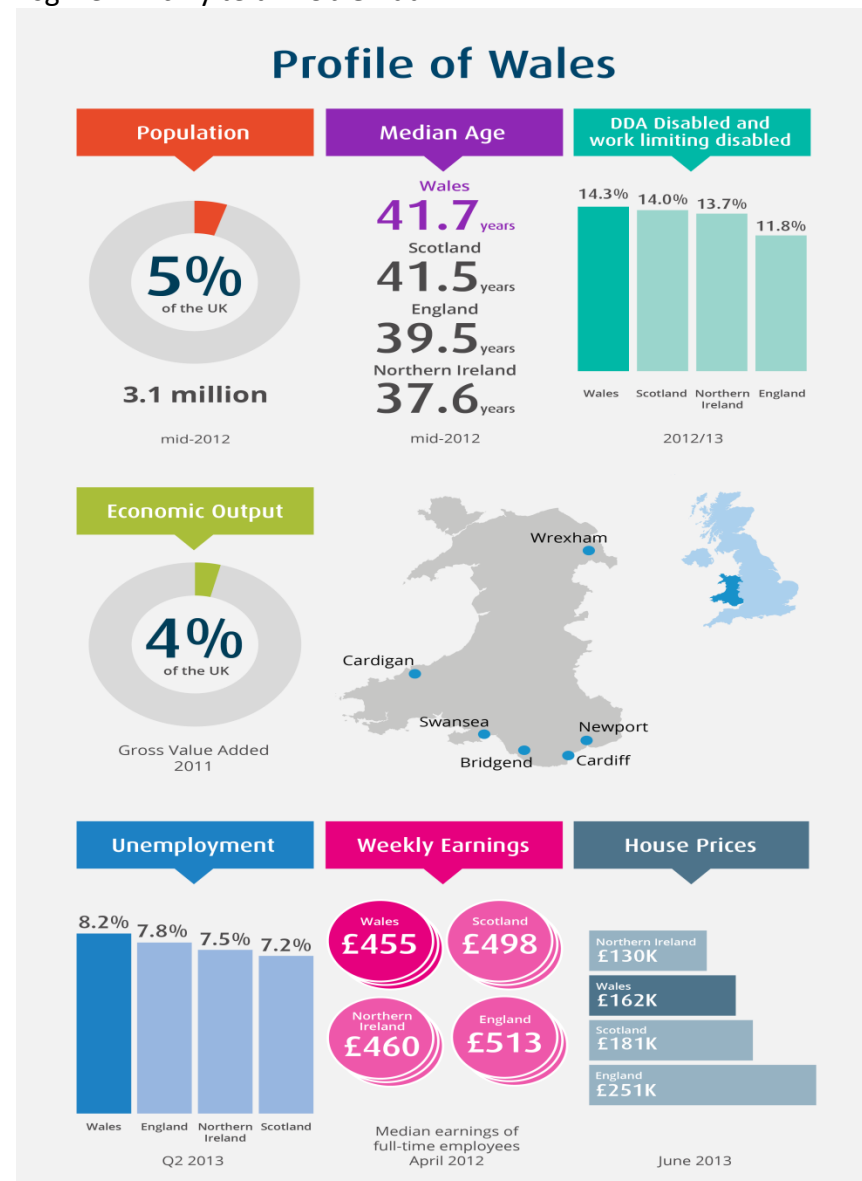 Profile of Wales
Population
5%
of the UK
3.1 million
mid-2012
Median Age
Wales
41.7 years
Scotland
41.5 years
England
39.5 years
Northern Ireland
37.6 years
mid-2012
DDA Disabled and
work limiting disabled
14.3% 14.0% 13.7% 11.8%
Wales Scotland Northern
Ireland England
2012/13
Economic Output
4%
of the UK
Gross Value Added
2011
Wrexham
Cardigan
Swansea
Newport
Bridgend
Cardiff
Unemployment
8.2% 7.8% 7.5% 7.2%
Wales England Northern
Ireland Scotland
Q2 2013
Weekly Earnings
Wales
£455
Scotland
£498
Northern
Ireland
£460
England
£513
Median earnings of
full-time employees
April 2012
House Prices
Northern Ireland
£130K
Wales
£162K
Scotland
£181K
England
£251K
June 2013